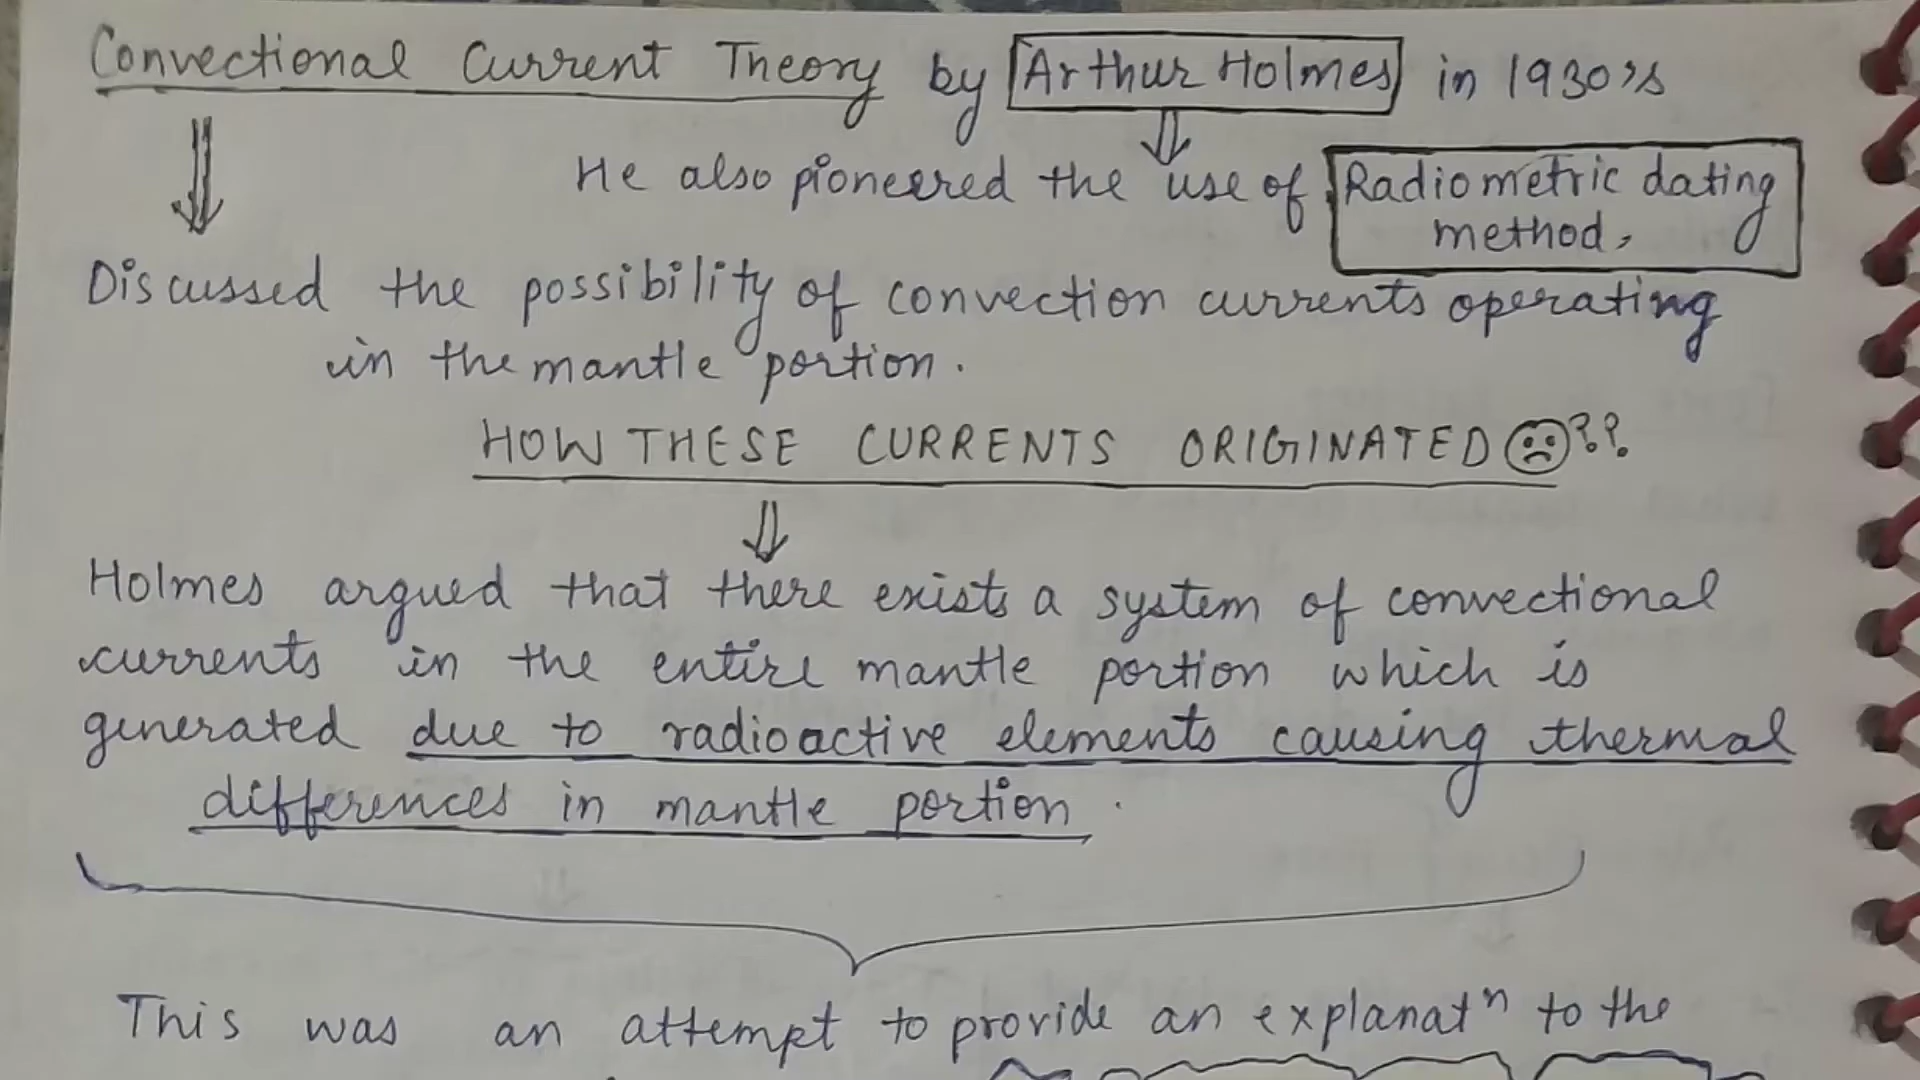 Convectional Current Theory by Arthur Holmes in 1930's
He also pioneered the use of Radiometric dating
method.
Discussed the possibility of convection currents operating
in the mantle portion.
HOW THESE CURRENTS ORIGINATED ☹??
Holmes argued that there exists a system of convectional
currents in the entire mantle portion which is
generated due to radioactive elements causing thermal
differences in mantle portion.
This was an attempt to provide an explanatⁿ to the